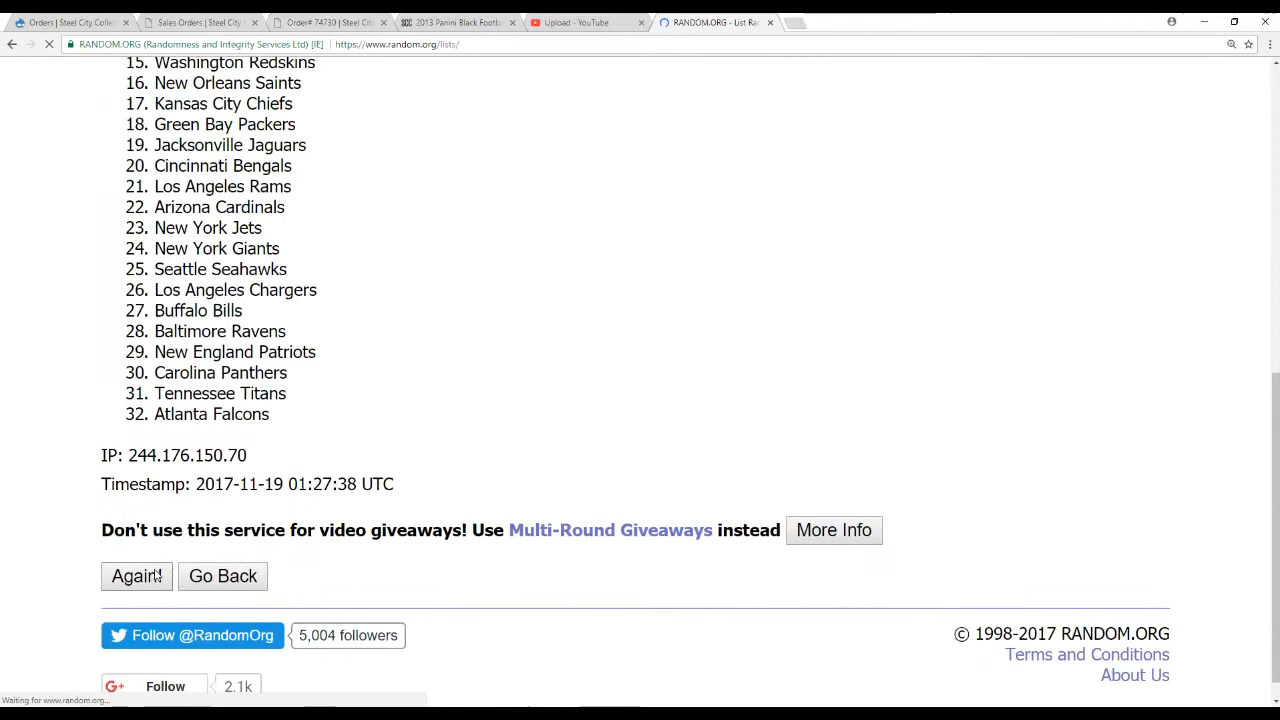 Orders | Steel City Collec
Sales Orders | Steel City
Order# 74730 | Steel City
2013 Panini Black Footb
Upload - YouTube
RANDOM.ORG - List Ra
RANDOM.ORG (Randomness and Integrity Services Ltd) [IE]
https://www.random.org/lists/
15. Washington Redskins
16. New Orleans Saints
17. Kansas City Chiefs
18. Green Bay Packers
19. Jacksonville Jaguars
20. Cincinnati Bengals
21. Los Angeles Rams
22. Arizona Cardinals
23. New York Jets
24. New York Giants
25. Seattle Seahawks
26. Los Angeles Chargers
27. Buffalo Bills
28. Baltimore Ravens
29. New England Patriots
30. Carolina Panthers
31. Tennessee Titans
32. Atlanta Falcons
IP: 244.176.150.70
Timestamp: 2017-11-19 01:27:38 UTC
Don't use this service for video giveaways! Use Multi-Round Giveaways instead More Info
Again! Go Back
Follow @RandomOrg 5,004 followers
© 1998-2017 RANDOM.ORG
Terms and Conditions
About Us
G+ Follow 2.1k
Waiting for www.random.org...